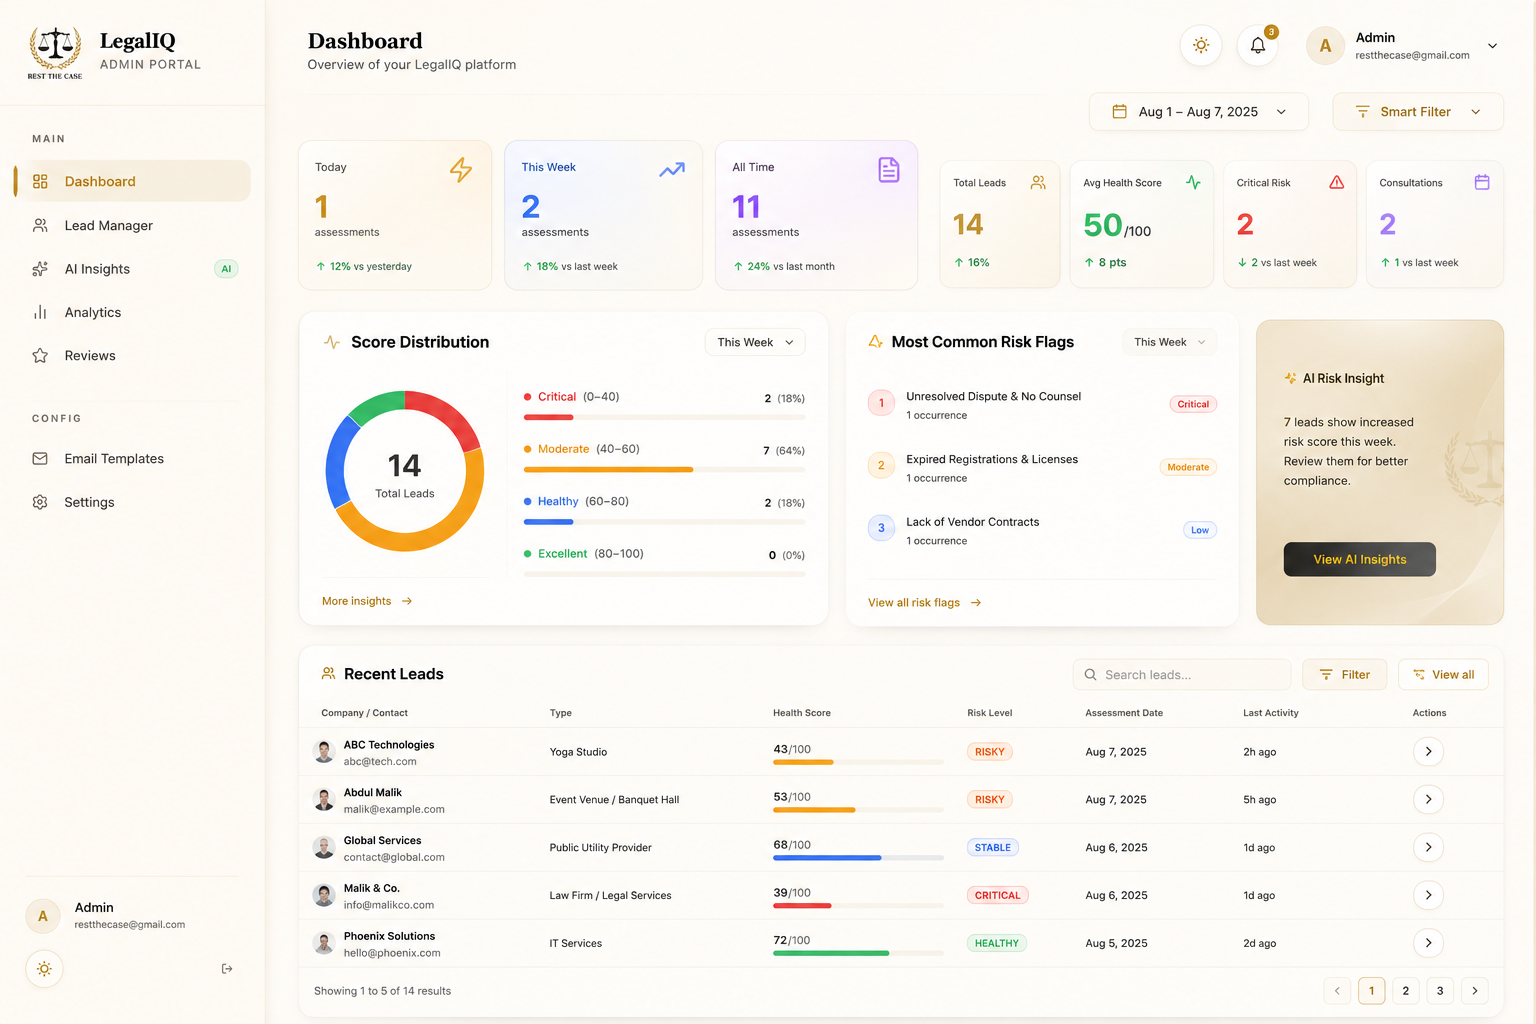 REST THE CASE
LegalIQ
ADMIN PORTAL
MAIN
Dashboard
Lead Manager
AI Insights
AI
Analytics
Reviews
CONFIG
Email Templates
Settings
A
Admin
restthecase@gmail.com
Dashboard
Overview of your LegalIQ platform
3
A
Admin
restthecase@gmail.com
Aug 1 – Aug 7, 2025
Smart Filter
Today
1
assessments
↑ 12% vs yesterday
This Week
2
assessments
↑ 18% vs last week
All Time
11
assessments
↑ 24% vs last month
Total Leads
14
↑ 16%
Avg Health Score
50/100
↑ 8 pts
Critical Risk
2
↓ 2 vs last week
Consultations
2
↑ 1 vs last week
Score Distribution
This Week
14
Total Leads
Critical (0–40) 2 (18%)
Moderate (40–60) 7 (64%)
Healthy (60–80) 2 (18%)
Excellent (80–100) 0 (0%)
More insights →
Most Common Risk Flags
This Week
1
Unresolved Dispute & No Counsel
1 occurrence
Critical
2
Expired Registrations & Licenses
1 occurrence
Moderate
3
Lack of Vendor Contracts
1 occurrence
Low
View all risk flags →
AI Risk Insight
7 leads show increased
risk score this week.
Review them for better
compliance.
View AI Insights
Recent Leads
Search leads...
Filter
View all
Company / Contact Type Health Score Risk Level Assessment Date Last Activity Actions
ABC Technologies
abc@tech.com
Yoga Studio
43/100
RISKY
Aug 7, 2025
2h ago
Abdul Malik
malik@example.com
Event Venue / Banquet Hall
53/100
RISKY
Aug 7, 2025
5h ago
Global Services
contact@global.com
Public Utility Provider
68/100
STABLE
Aug 6, 2025
1d ago
Malik & Co.
info@malikco.com
Law Firm / Legal Services
39/100
CRITICAL
Aug 6, 2025
1d ago
Phoenix Solutions
hello@phoenix.com
IT Services
72/100
HEALTHY
Aug 5, 2025
2d ago
Showing 1 to 5 of 14 results
1 2 3